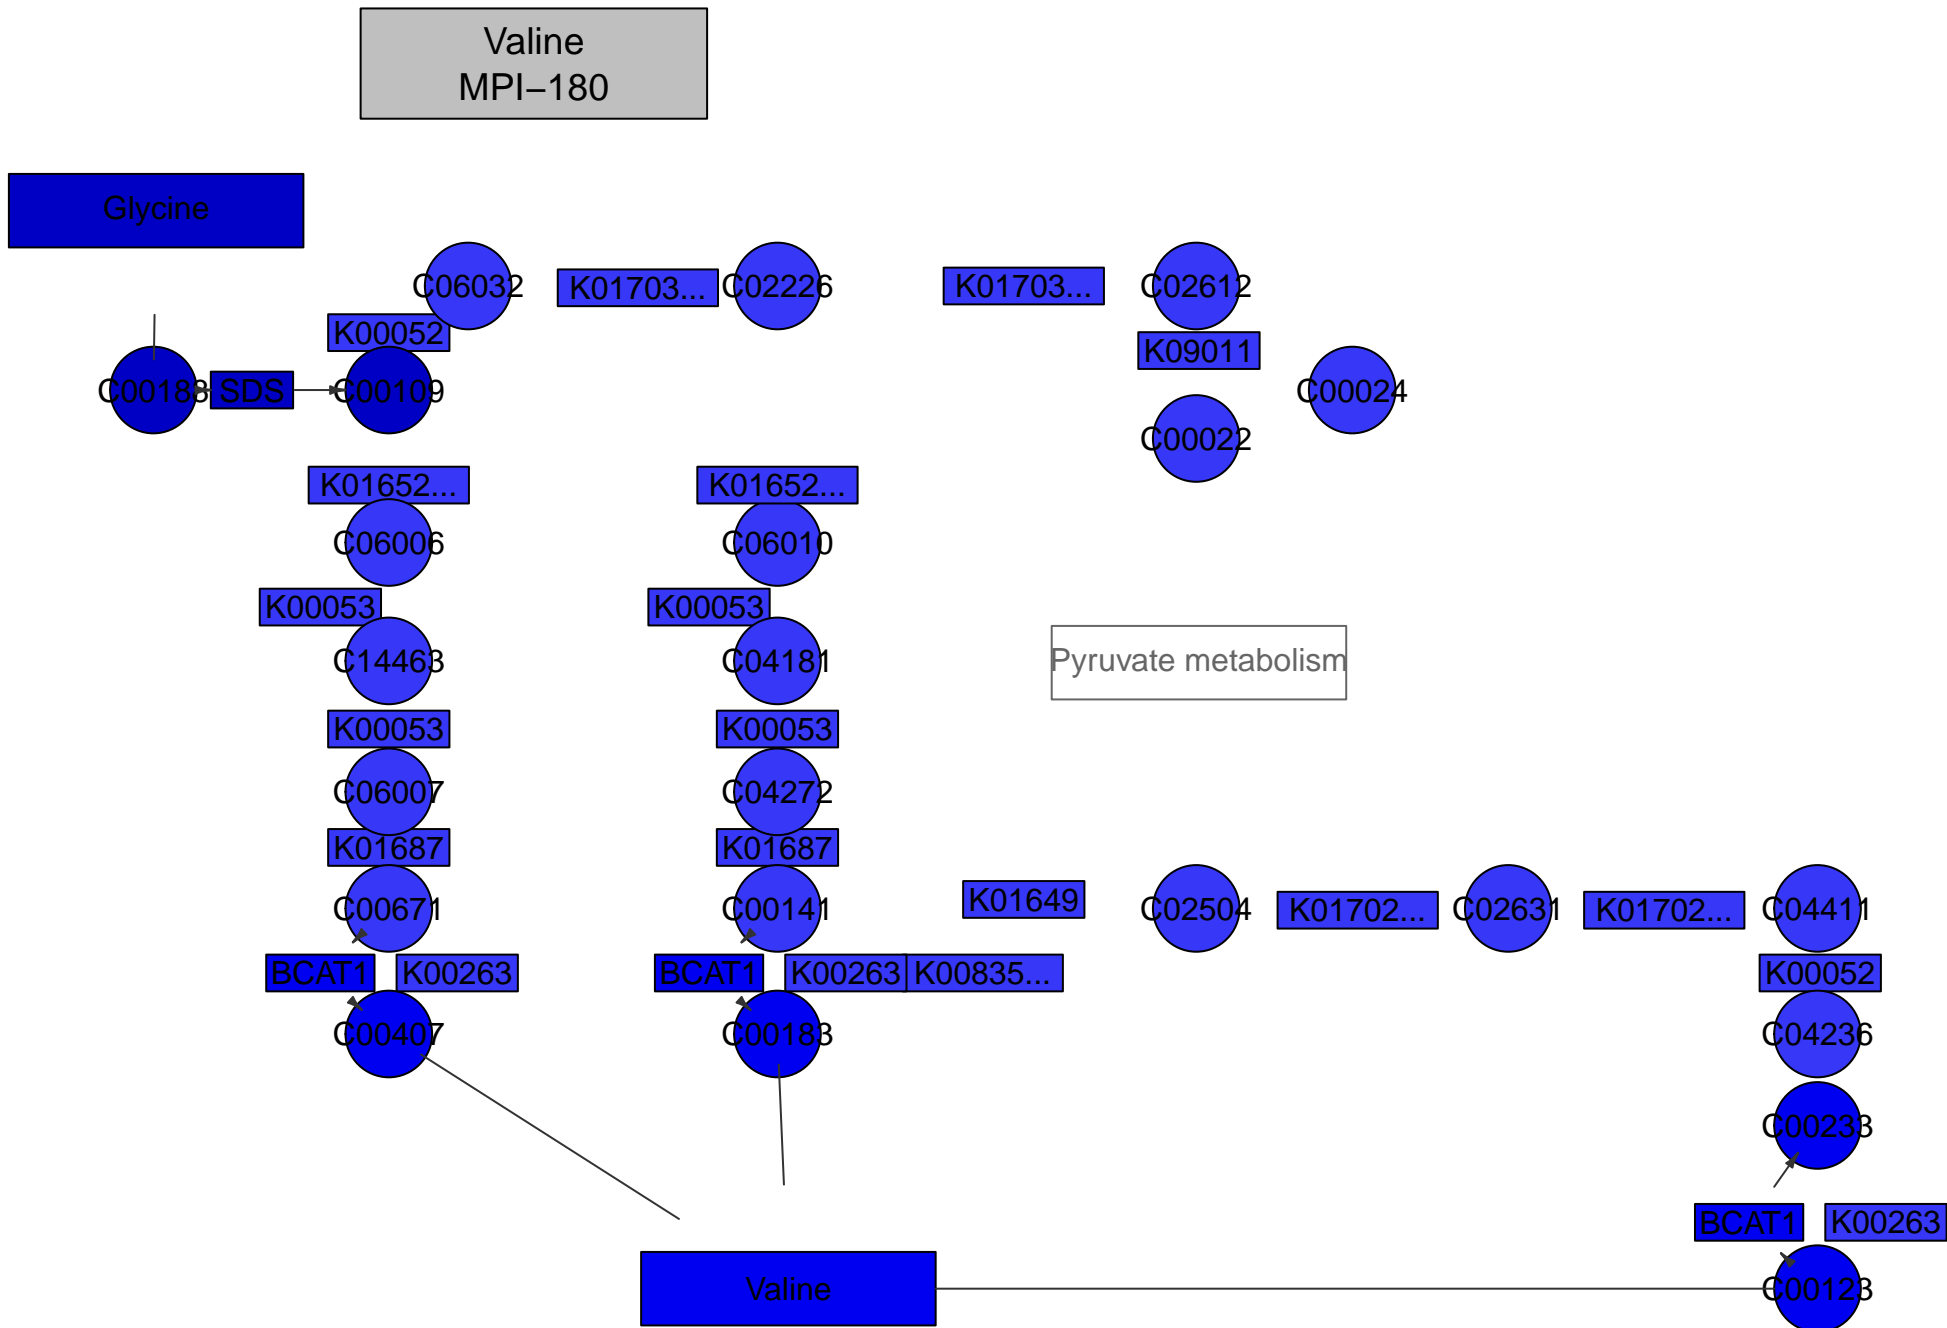 Valine
MPI−180
Glycine
C06032
K01703...
C02226
K01703...
C02612
K00052
K09011
C00188
SDS
C00109
C00024
C00022
K01652...
K01652...
C06006
C06010
K00053
K00053
C14463
C04181
Pyruvate metabolism
K00053
K00053
C06007
C04272
K01687
K01687
C00671
C00141
K01649
C02504
K01702...
C02631
K01702...
C04411
BCAT1
K00263
BCAT1
K00263
K00835...
K00052
C00407
C00183
C04236
C00233
BCAT1
K00263
Valine
C00123